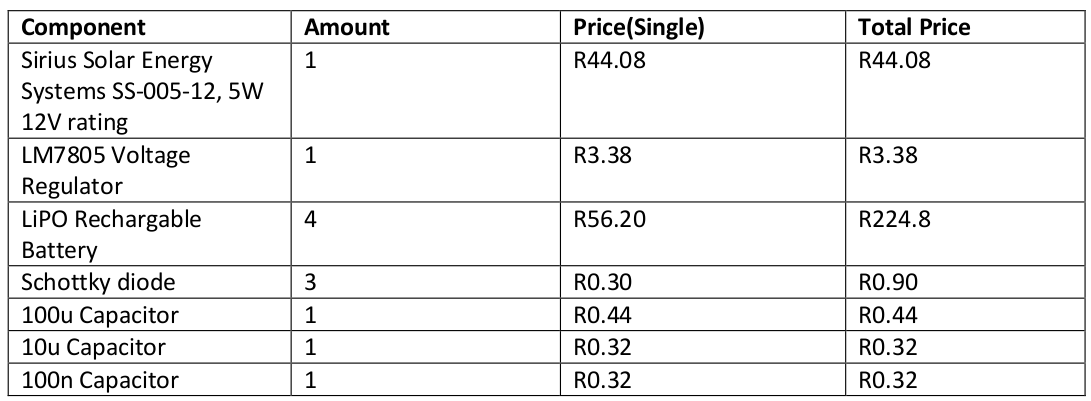 Component Amount Price(Single) Total Price
Sirius Solar Energy 1 R44.08 R44.08
Systems SS-005-12, 5W
12V rating
LM7805 Voltage 1 R3.38 R3.38
Regulator
LiPO Rechargable 4 R56.20 R224.8
Battery
Schottky diode 3 R0.30 R0.90
100u Capacitor 1 R0.44 R0.44
10u Capacitor 1 R0.32 R0.32
100n Capacitor 1 R0.32 R0.32